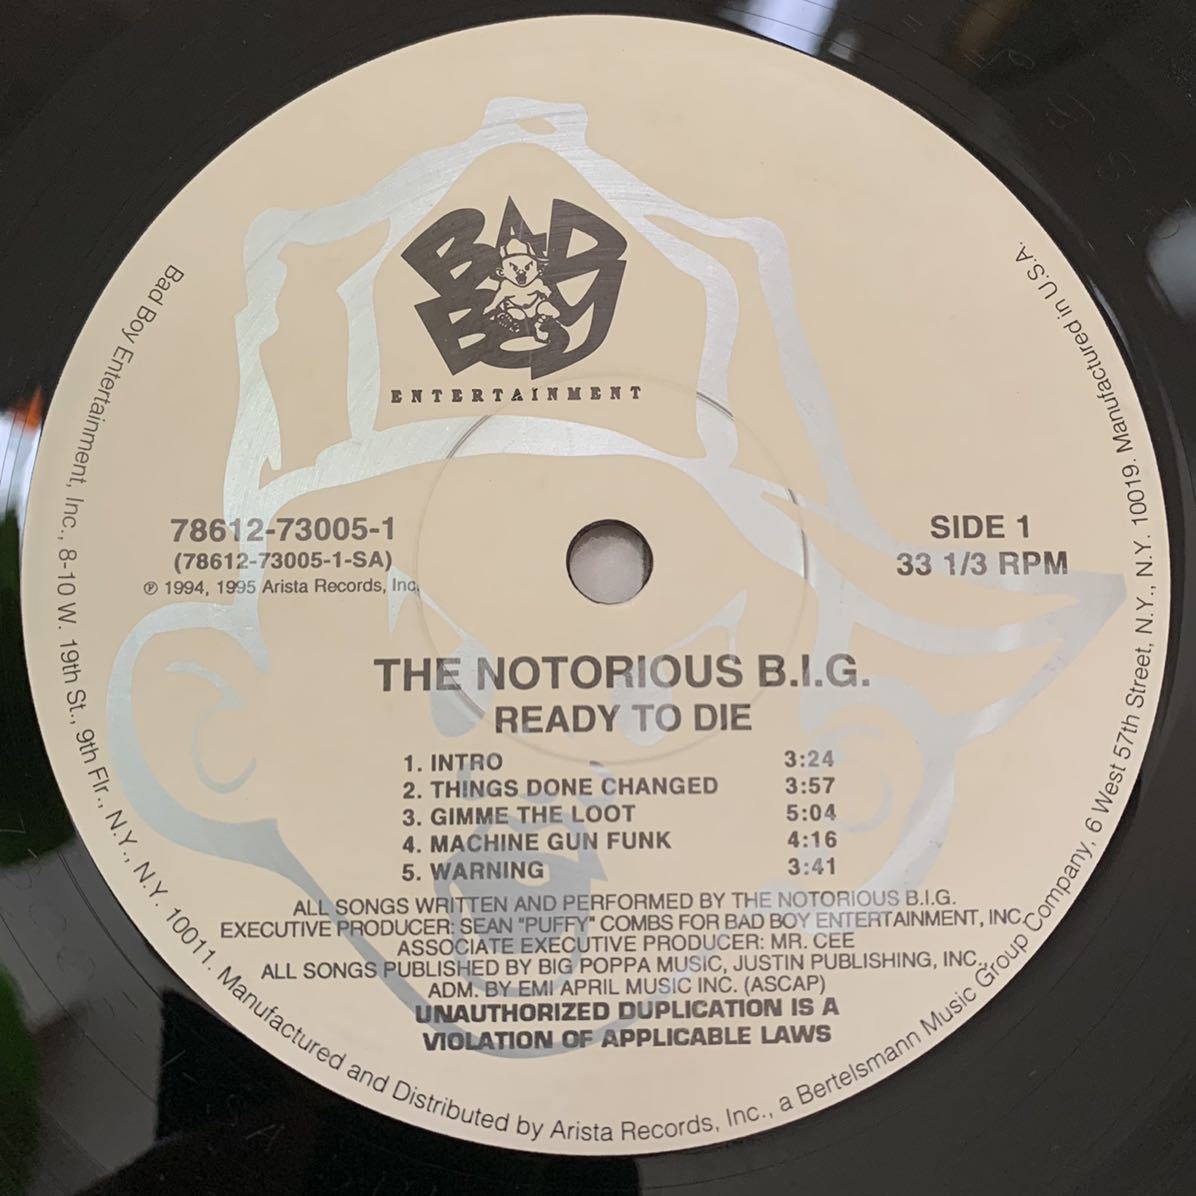 BAD BOY
ENTERTAINMENT
78612-73005-1
(78612-73005-1-SA)
℗ 1994, 1995 Arista Records, Inc.
SIDE 1
33 1/3 RPM
THE NOTORIOUS B.I.G.
READY TO DIE
1. INTRO 3:24
2. THINGS DONE CHANGED 3:57
3. GIMME THE LOOT 5:04
4. MACHINE GUN FUNK 4:16
5. WARNING 3:41
ALL SONGS WRITTEN AND PERFORMED BY THE NOTORIOUS B.I.G.
EXECUTIVE PRODUCER: SEAN "PUFFY" COMBS FOR BAD BOY ENTERTAINMENT, INC.
ASSOCIATE EXECUTIVE PRODUCER: MR. CEE
ALL SONGS PUBLISHED BY BIG POPPA MUSIC, JUSTIN PUBLISHING, INC.,
ADM. BY EMI APRIL MUSIC INC. (ASCAP)
UNAUTHORIZED DUPLICATION IS A
VIOLATION OF APPLICABLE LAWS
Bad Boy Entertainment, Inc., 8-10 W. 19th St., 9th Flr., N.Y., N.Y. 10011. Manufactured and Distributed by Arista Records, Inc., a Bertelsmann Music Group Company, 6 West 57th Street, N.Y., N.Y. 10019. Manufactured in U.S.A.